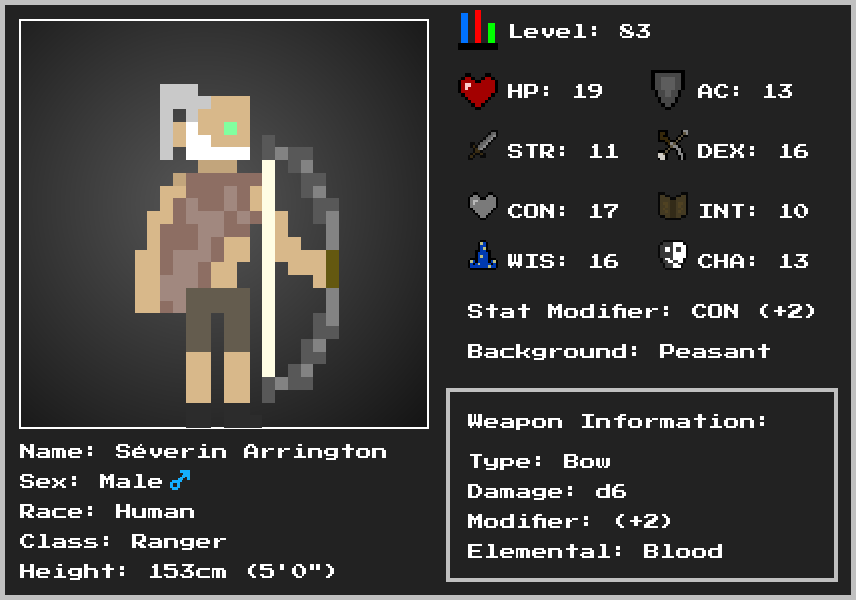 Level: 83
HP: 19
AC: 13
STR: 11
DEX: 16
CON: 17
INT: 10
WIS: 16
CHA: 13
Stat Modifier: CON (+2)
Background: Peasant
Weapon Information:
Type: Bow
Damage: d6
Modifier: (+2)
Elemental: Blood
Name: Séverin Arrington
Sex: Male♂
Race: Human
Class: Ranger
Height: 153cm (5'0")